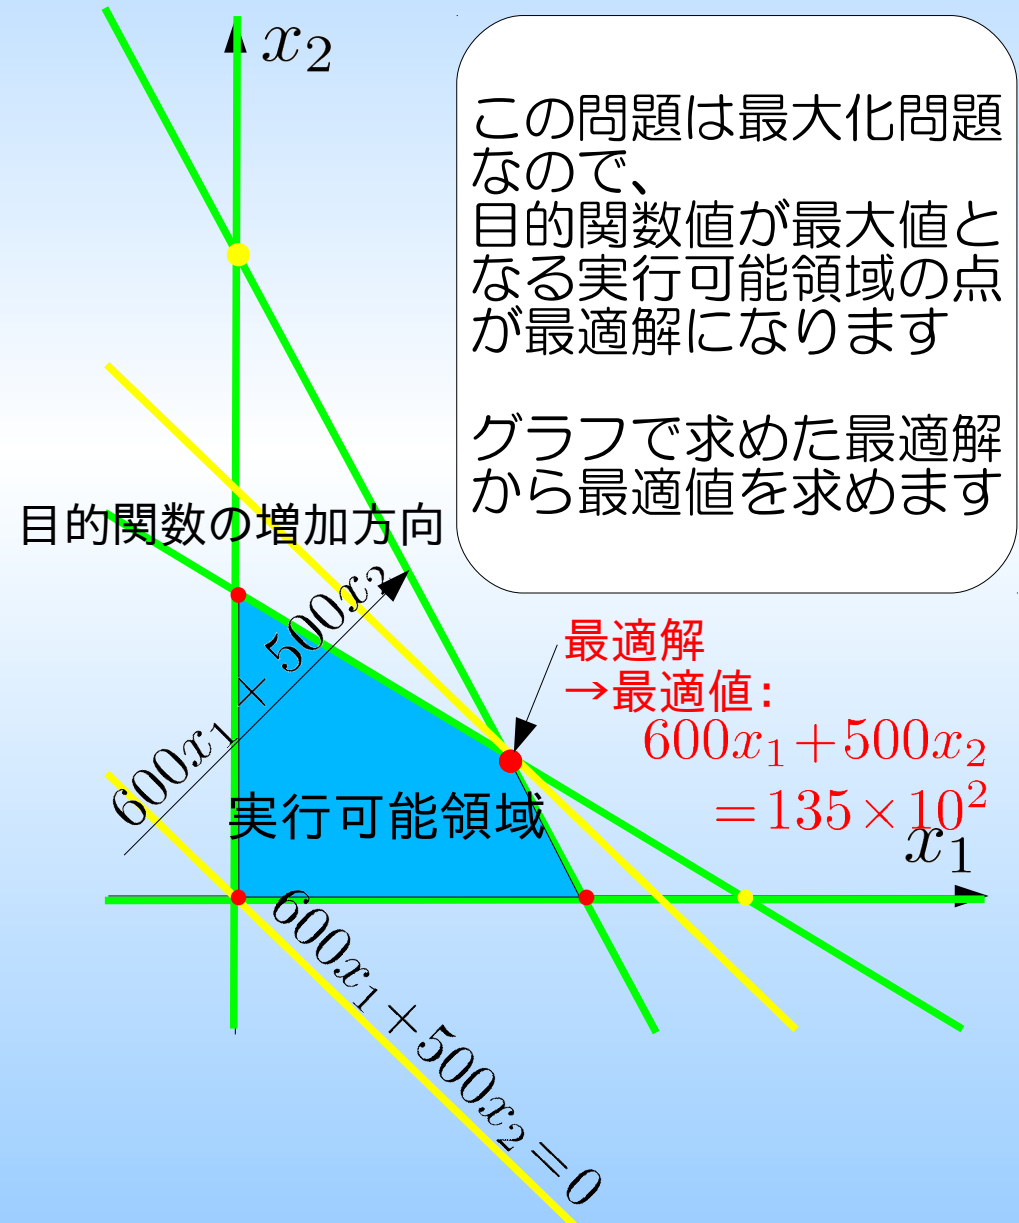 x₂
この問題は最大化問題
なので、
目的関数値が最大値と
なる実行可能領域の点
が最適解になります
グラフで求めた最適解
から最適値を求めます
目的関数の増加方向
600x₁+500x₂
最適解
→最適値:
600x₁+500x₂
=135×10²
x₁
実行可能領域
600x₁+500x₂=0